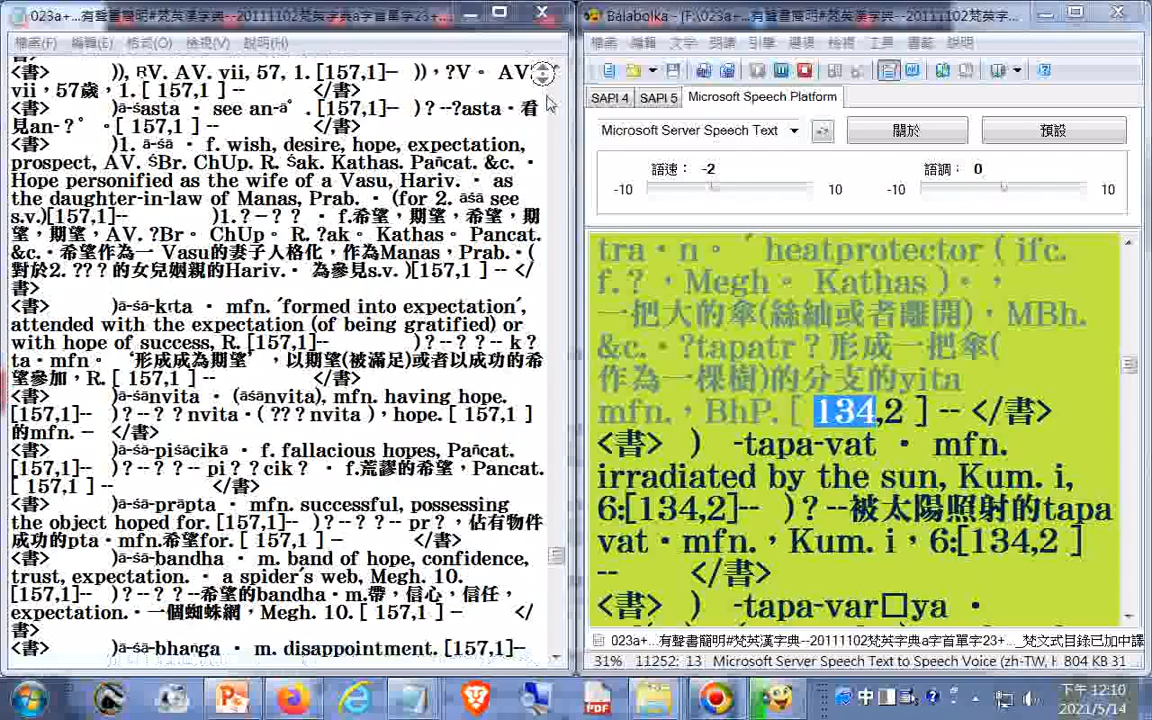 023a+...有聲書簡明#梵英漢字典--20111102梵英字典a字首單字23+...
檔案(F) 編輯(E) 格式(O) 檢視(V) 說明(H)
<書> )), RV. AV. vii, 57, 1. [157,1]-- )), ?V。 AV
vii, 57歲, 1. [ 157,1 ] -- </書>
<書> )ā-śasta · see an-ā° . [157,1]-- )?--?asta·看
見an-?° 。[ 157,1 ] -- </書>
<書> )1. ā-śā · f. wish, desire, hope, expectation,
prospect, AV. ŚBr. ChUp. R. Śak. Kathas. Pañcat. &c. ·
Hope personified as the wife of a Vasu, Hariv. · as
the daughter-in-law of Manas, Prab. · (for 2. āśā see
s.v.)[157,1]-- )1.?-? ? · f.希望，期望，希望，期
望，期望, AV. ?Br. ChUp。 R. ?ak。 Kathas。 Pancat.
&c.·希望作為一 Vasu的妻子人格化，作為Manas, Prab.·(
對於2. ???的女兒姻親的Hariv.· 為參見s.v. )[157,1 ] -- </
書>
<書> )ā-śā-kṛta · mfn. 'formed into expectation',
attended with the expectation (of being gratified) or
with hope of success, R. [157,1]-- )?--?--k ?
ta·mfn。 '形成成為期望'，以期望(被滿足)或者以成功的希
望參加, R. [ 157,1 ] -- </書>
<書> )ā-śā-nvita · (āśānvita), mfn. having hope.
[157,1]-- )?--? ?nvita·( ???nvita ), hope. [ 157,1 ]
的mfn. -- </書>
<書> )ā-śā-piśācikā · f. fallacious hopes, Pañcat.
[157,1]-- )?--?--pi? ?cik? · f.荒謬的希望, Pancat.
[ 157,1 ] -- </書>
<書> )ā-śā-prāpta · mfn. successful, possessing
the object hoped for. [157,1]-- )?--?--pr?，佔有物件
成功的pta·mfn.希望for. [ 157,1 ] -- </書>
<書> )ā-śā-bandha · m. band of hope, confidence,
trust, expectation. · a spider's web, Megh. 10.
[157,1]-- )?--?--希望的bandha·m.帶，信心，信任，
expectation.·一個蜘蛛網, Megh. 10. [ 157,1 ] -- </
書>
<書> )ā-śā-bhaṅga · m. disappointment. [157,1]--
Balabolka - [F:\023a+...有聲書簡明#梵英漢字典--20111102梵英字...
檔案 編輯 文字 朗讀 引擎 選項 檢視 工具 書籤 說明
SAPI 4 SAPI 5 Microsoft Speech Platform
Microsoft Server Speech Text 關於 預設
語速： -2 語調： 0
-10 10 -10 10
tra·n。 ' heatprotector ( ifc.
f. ?，Megh。 Kathas )。，
一把大的傘(絲紬或者離開)，MBh.
&c.·?tapatr ? 形成一把傘(
作為一棵樹)的分支的yita
mfn.，BhP. [ 134,2 ] -- </書>
<書> ) -tapa-vat · mfn.
irradiated by the sun, Kum. i,
6:[134,2]-- )? --被太陽照射的tapa
vat·mfn.，Kum. i，6:[134,2 ]
-- </書>
<書> ) -tapa-var□ya ·
023a+...有聲書簡明#梵英漢字典--20111102梵英字典a字首單字23+..._梵文式目錄已加中譯
31% 11252: 13 Microsoft Server Speech Text to Speech Voice (zh-TW, H 804 KB 31
中
下午 12:10
2021/5/14